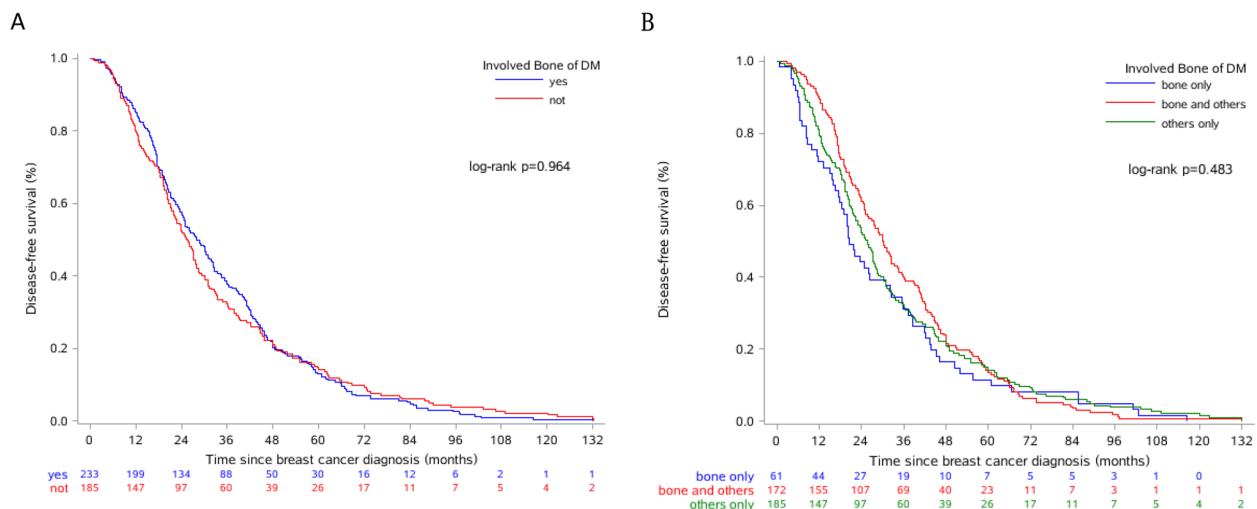 A
Involved Bone of DM
yes
not
log-rank p=0.964
Disease-free survival (%)
1.0
0.8
0.6
0.4
0.2
0.0
0 12 24 36 48 60 72 84 96 108 120 132
Time since breast cancer diagnosis (months)
yes 233 199 134 88 50 30 16 12 6 2 1 1
not 185 147 97 60 39 26 17 11 7 5 4 2
B
Involved Bone of DM
bone only
bone and others
others only
log-rank p=0.483
Disease-free survival (%)
1.0
0.8
0.6
0.4
0.2
0.0
0 12 24 36 48 60 72 84 96 108 120 132
Time since breast cancer diagnosis (months)
bone only 61 44 27 19 10 7 5 5 3 1 0
bone and others 172 155 107 69 40 23 11 7 3 1 1 1
others only 185 147 97 60 39 26 17 11 7 5 4 2